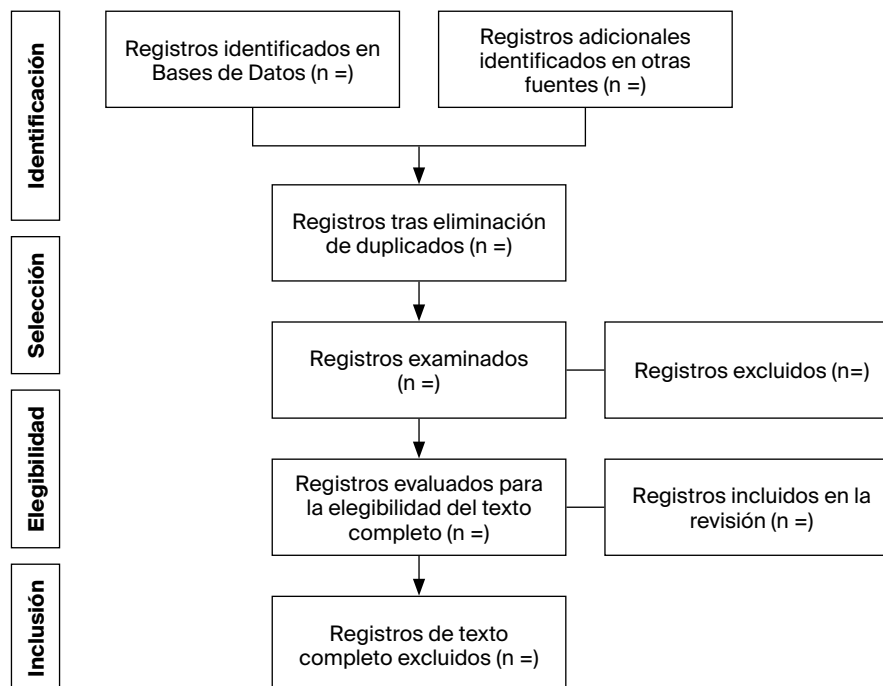 Identificación
Registros identificados en
Bases de Datos (n =)
Registros adicionales
identificados en otras
fuentes (n =)
Registros tras eliminación
de duplicados (n =)
Selección
Registros examinados
(n =)
Registros excluidos (n=)
Elegibilidad
Registros evaluados para
la elegibilidad del texto
completo (n =)
Registros incluidos en la
revisión (n =)
Inclusión
Registros de texto
completo excluidos (n =)